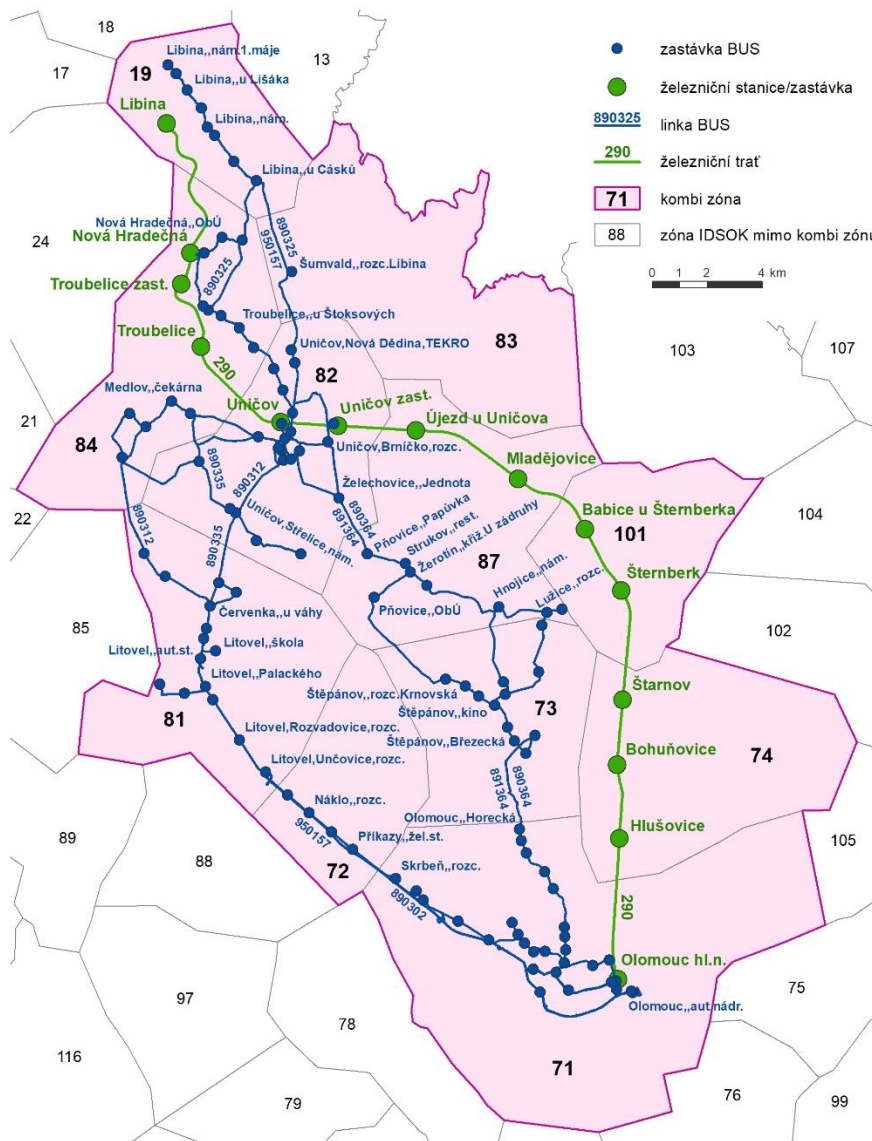 18
17
13
Libina,,nám.1.máje
19
Libina,,u Lišáka
Libina
Libina,,nám.
Libina,,u Cásků
zastávka BUS
železniční stanice/zastávka
890325
linka BUS
290
železniční trať
71
kombi zóna
88
zóna IDSOK mimo kombi zónu
0 1 2 4 km
24
Nová Hradečná,,ObÚ
Nová Hradečná
890325
950157
890325
Šumvald,,rozc.Libina
Troubelice zast.
Troubelice,,u Štoksových
Troubelice
290
Uničov,Nová Dědina,TEKRO
83
103
107
82
Medlov,,čekárna
Uničov
Uničov zast.
Újezd u Uničova
21
84
Uničov,Brníčko,rozc.
Mladějovice
890335
890312
Želechovice,,Jednota
22
890312
890335
Uničov,Střelice,nám.
890364
891364
Pňovice,,Papůvka
Strukov,,rest.
Žerotín,,křiž.U zádruhy
Babice u Šternberka
101
104
87
Hnojice,,nám.
Lužice,,rozc.
Šternberk
Pňovice,,ObÚ
85
Červenka,,u váhy
102
Litovel,,aut.st.
Litovel,,škola
Litovel,,Palackého
81
Štěpánov,,rozc.Krnovská
Štěpánov,,kino
73
Štarnov
Litovel,Rozvadovice,rozc.
Štěpánov,,Březecká
Litovel,Unčovice,rozc.
Bohuňovice
74
890364
891364
Náklo,,rozc.
950157
Olomouc,,Horecká
Příkazy,,žel.st.
Hlušovice
105
89
88
72
Skrbeň,,rozc.
890302
290
Olomouc hl.n.
Olomouc,,aut.nádr.
75
97
78
116
71
79
76
99